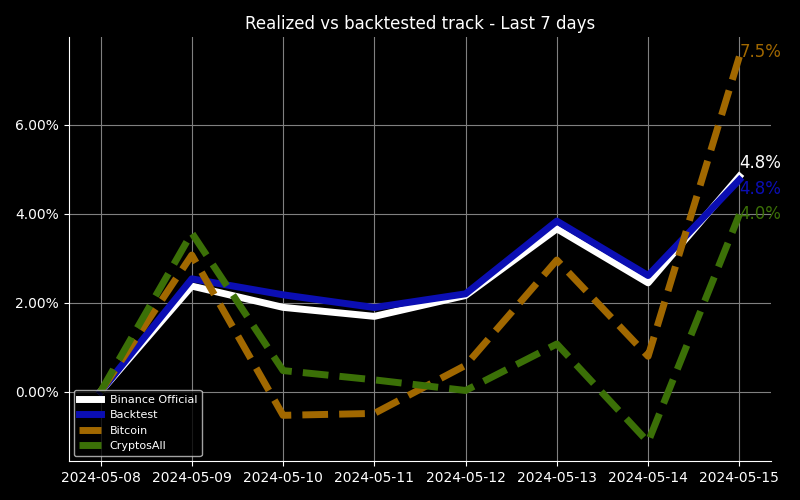 Realized vs backtested track - Last 7 days
7.5%
6.00%
4.8%
4.8%
4.00%
4.0%
2.00%
0.00%
Binance Official
Backtest
Bitcoin
CryptosAll
2024-05-08 2024-05-09 2024-05-10 2024-05-11 2024-05-12 2024-05-13 2024-05-14 2024-05-15